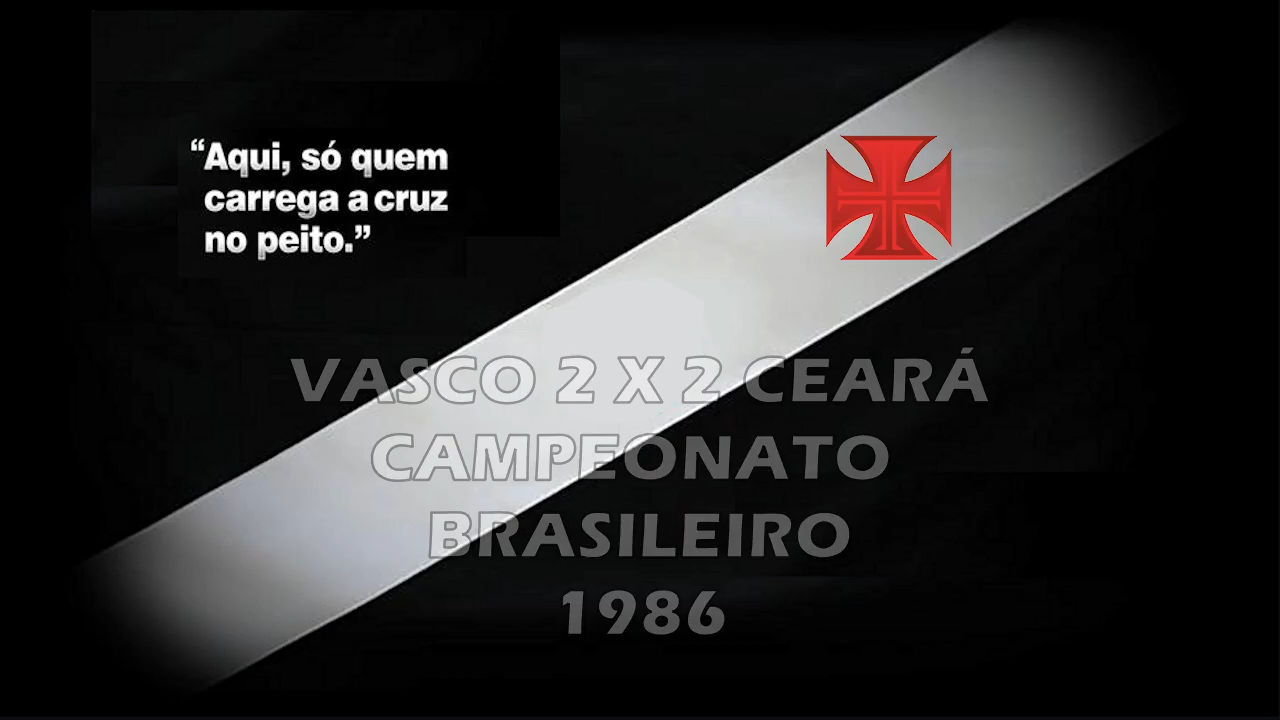 “Aqui, só quem
carrega a cruz
no peito.”
VASCO 2 X 2 CEARÁ
CAMPEONATO
BRASILEIRO
1986